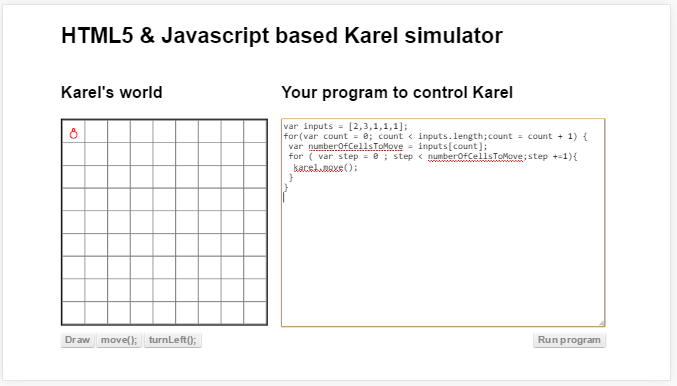 HTML5 & Javascript based Karel simulator
Karel's world
Your program to control Karel
var inputs = [2,3,1,1,1];
for(var count = 0; count < inputs.length;count = count + 1) {
 var numberOfCellsToMove = inputs[count];
 for ( var step = 0 ; step < numberOfCellsToMove;step +=1){
  karel.move();
 }
}
Draw move(); turnLeft(); Run program